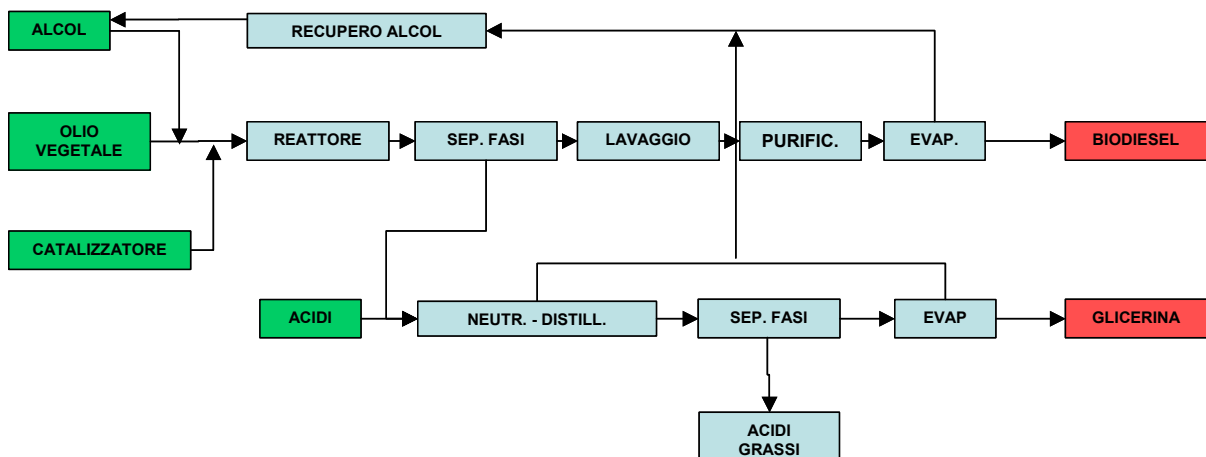 ALCOL
RECUPERO ALCOL
OLIO
VEGETALE
REATTORE
SEP. FASI
LAVAGGIO
PURIFIC.
EVAP.
BIODIESEL
CATALIZZATORE
ACIDI
NEUTR. - DISTILL.
SEP. FASI
EVAP
GLICERINA
ACIDI
GRASSI